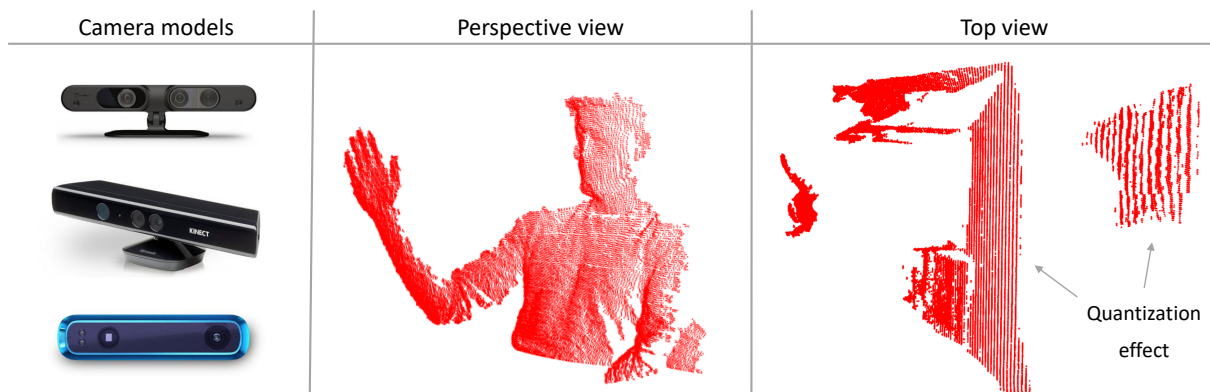 Camera models
Perspective view
Top view
KINECT
Quantization
effect